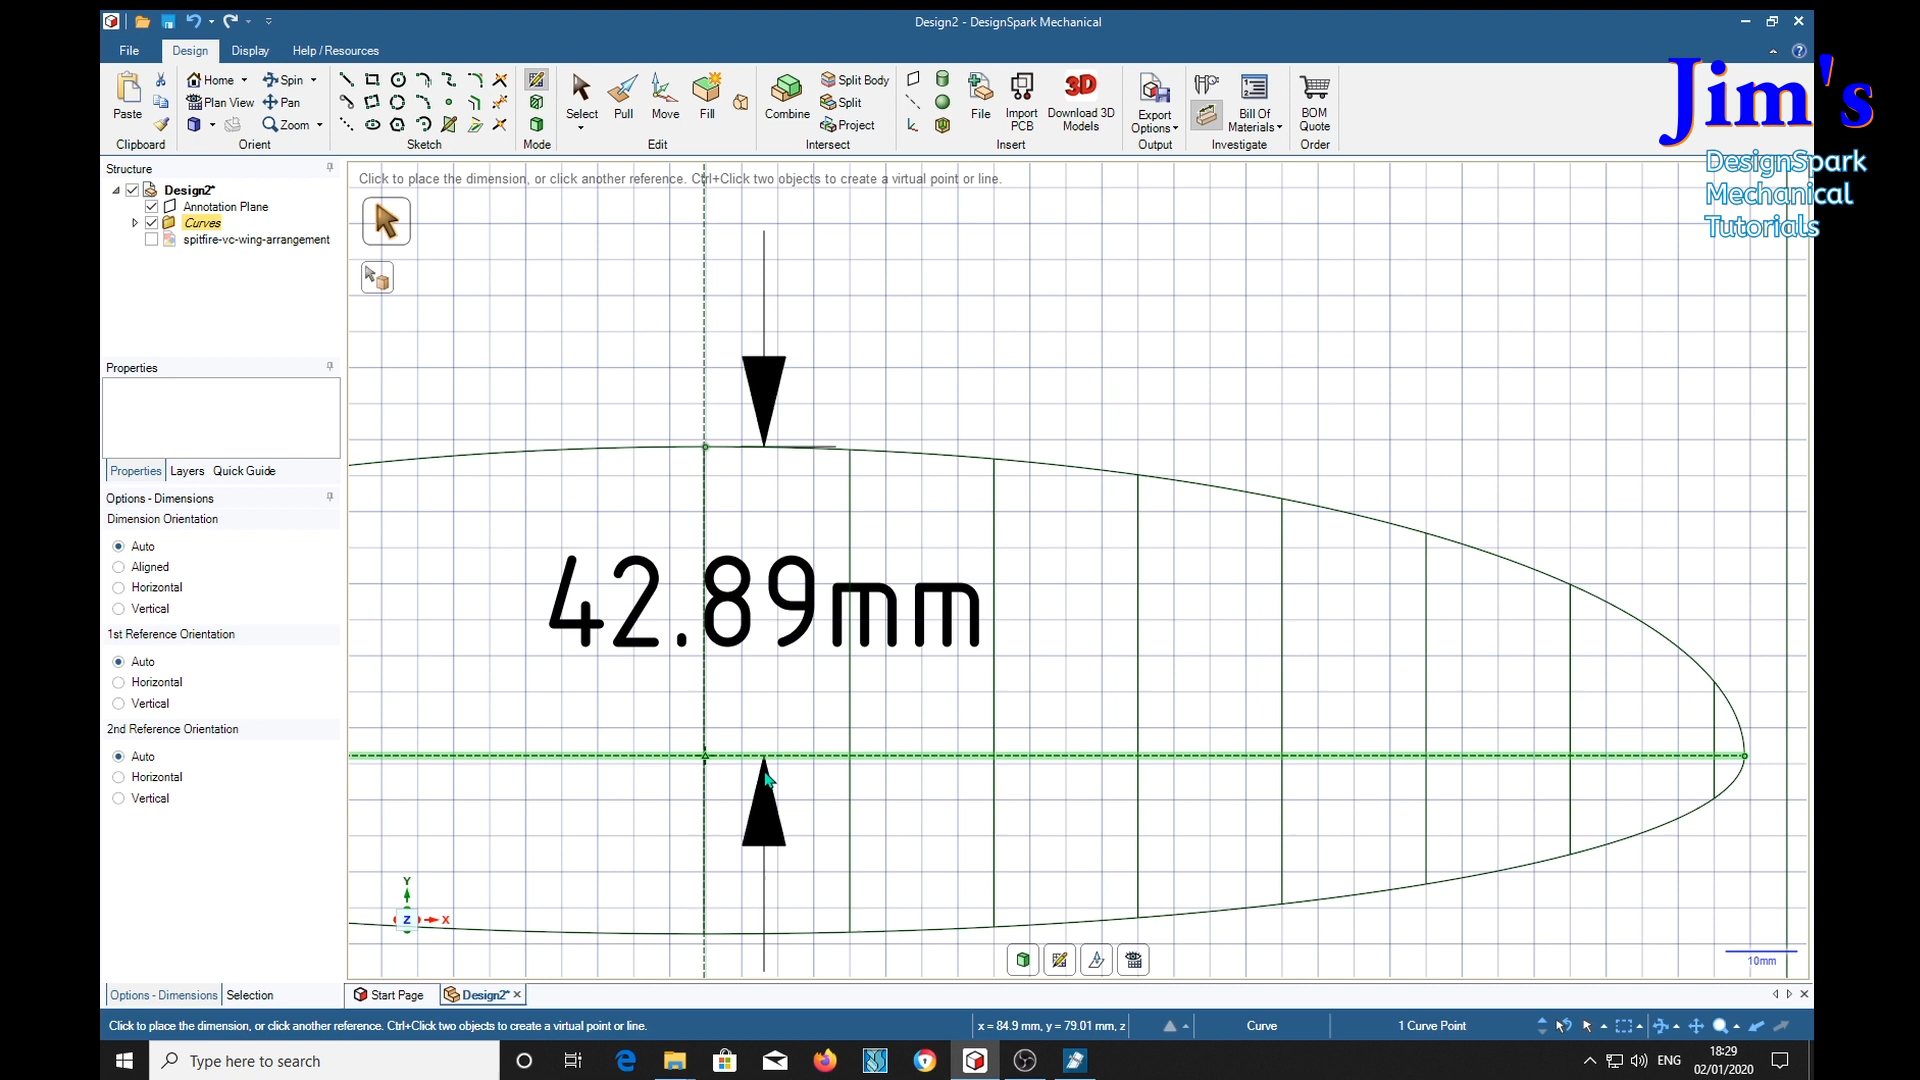 Design2 - DesignSpark Mechanical
File
Design
Display
Help / Resources
Jim's
DesignSpark
Mechanical
Tutorials
Paste
Clipboard
Home
Spin
Plan View
Pan
Zoom
Orient
Sketch
Mode
Select
Pull
Move
Fill
Edit
Combine
Split Body
Split
Project
Intersect
File
Import
PCB
Download 3D
Models
3D
Insert
Export
Options
Output
Bill Of
Materials
Investigate
BOM
Quote
Order
Structure
Design2*
Annotation Plane
Curves
spitfire-vc-wing-arrangement
Click to place the dimension, or click another reference. Ctrl+Click two objects to create a virtual point or line.
Properties
Properties
Layers
Quick Guide
Options - Dimensions
Dimension Orientation
Auto
Aligned
Horizontal
Vertical
1st Reference Orientation
Auto
Horizontal
Vertical
2nd Reference Orientation
Auto
Horizontal
Vertical
42.89mm
Y
Z
X
10mm
Options - Dimensions
Selection
Start Page
Design2*
Click to place the dimension, or click another reference. Ctrl+Click two objects to create a virtual point or line.
x = 84.9 mm, y = 79.01 mm, z
Curve
1 Curve Point
Type here to search
ENG
18:29
02/01/2020